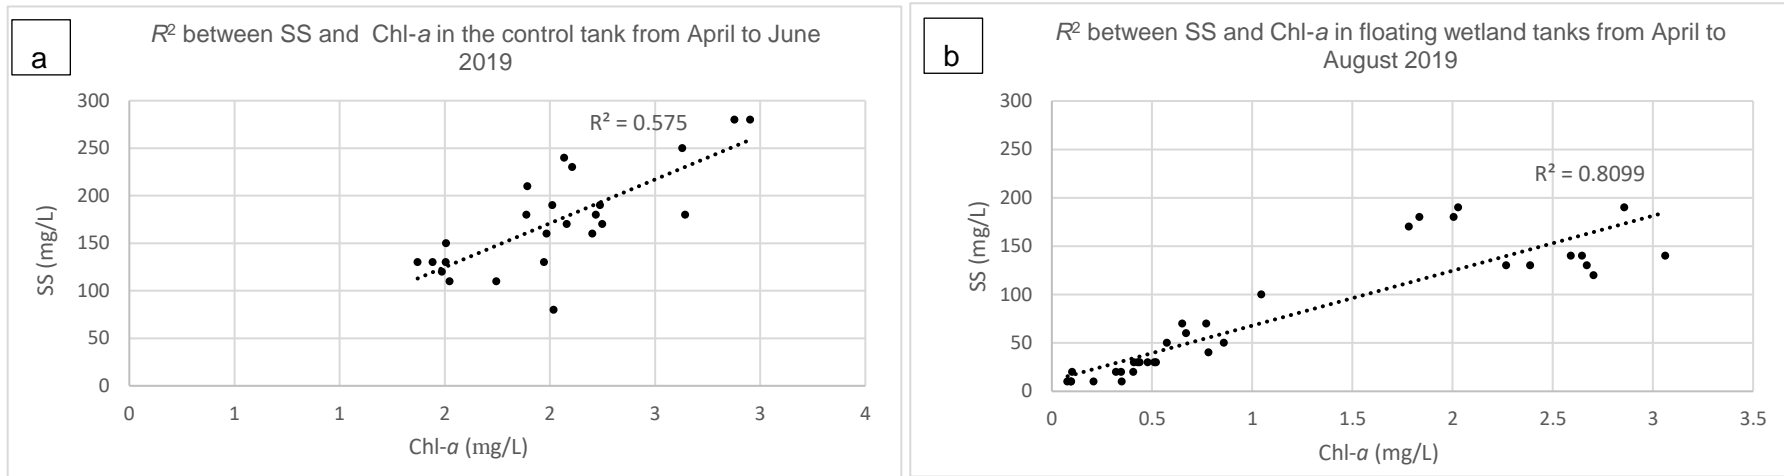 a
R² between SS and Chl-a in the control tank from April to June
2019
300
250
200
150
100
50
0
SS (mg/L)
R² = 0.575
0 1 1 2 2 3 3 4
Chl-a (mg/L)
b
R² between SS and Chl-a in floating wetland tanks from April to
August 2019
300
250
200
150
100
50
0
SS (mg/L)
R² = 0.8099
0 0.5 1 1.5 2 2.5 3 3.5
Chl-a (mg/L)